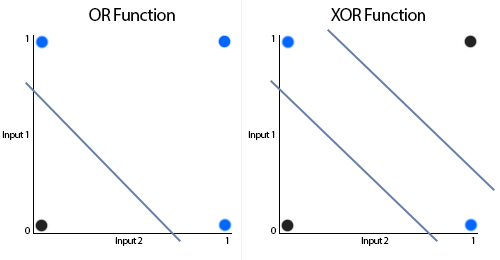 OR Function
1
Input 1
0
Input 2
1
XOR Function
1
Input 1
0
Input 2
1